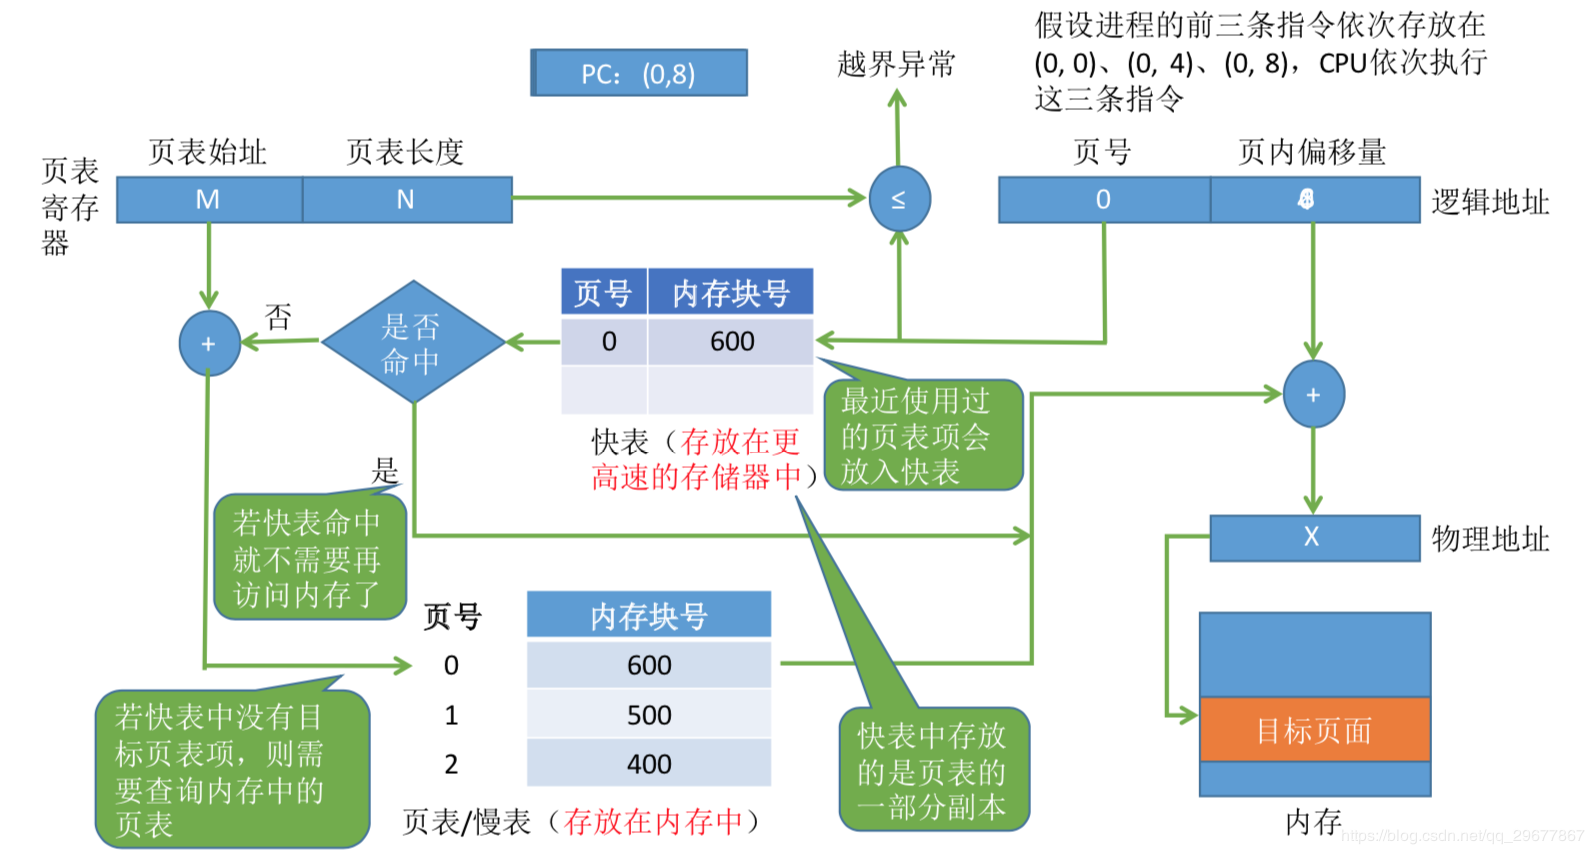 假设进程的前三条指令依次存放在
(0, 0)、(0, 4)、(0, 8)，CPU依次执行
这三条指令
PC：(0,8)
越界异常
页表始址
页表长度
页号
页内偏移量
页表
寄存
器
M
N
≤
0
逻辑地址
页号
内存块号
0
600
是否
命中
否
+
最近使用过
的页表项会
放入快表
+
快表（存放在更
高速的存储器中）
是
若快表命中
就不需要再
访问内存了
X
物理地址
页号
内存块号
0
600
1
500
2
400
若快表中没有目
标页表项，则需
要查询内存中的
页表
快表中存放
的是页表的
一部分副本
目标页面
页表/慢表（存放在内存中）
内存
https://blog.csdn.net/qq_29677867